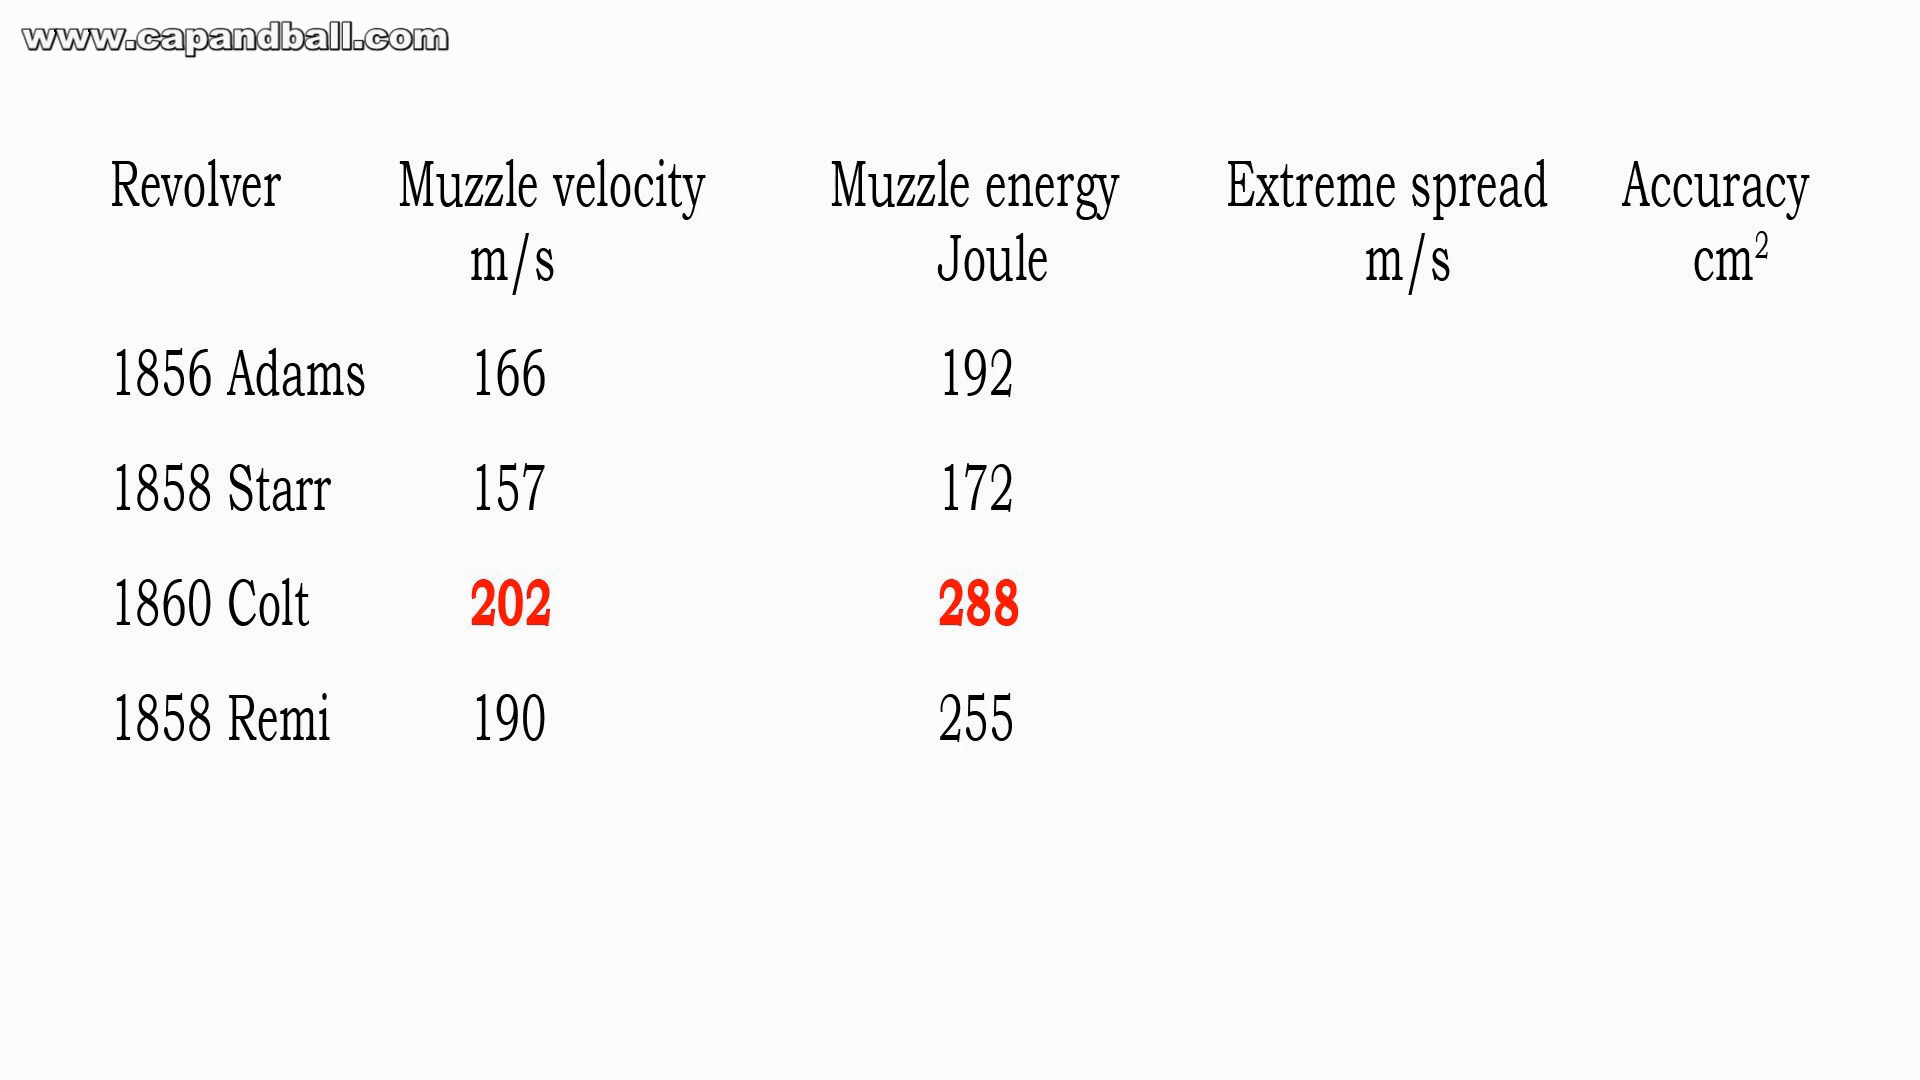 www.capandball.com
Revolver Muzzle velocity Muzzle energy Extreme spread Accuracy
m/s Joule m/s cm²
1856 Adams 166 192
1858 Starr 157 172
1860 Colt 202 288
1858 Remi 190 255